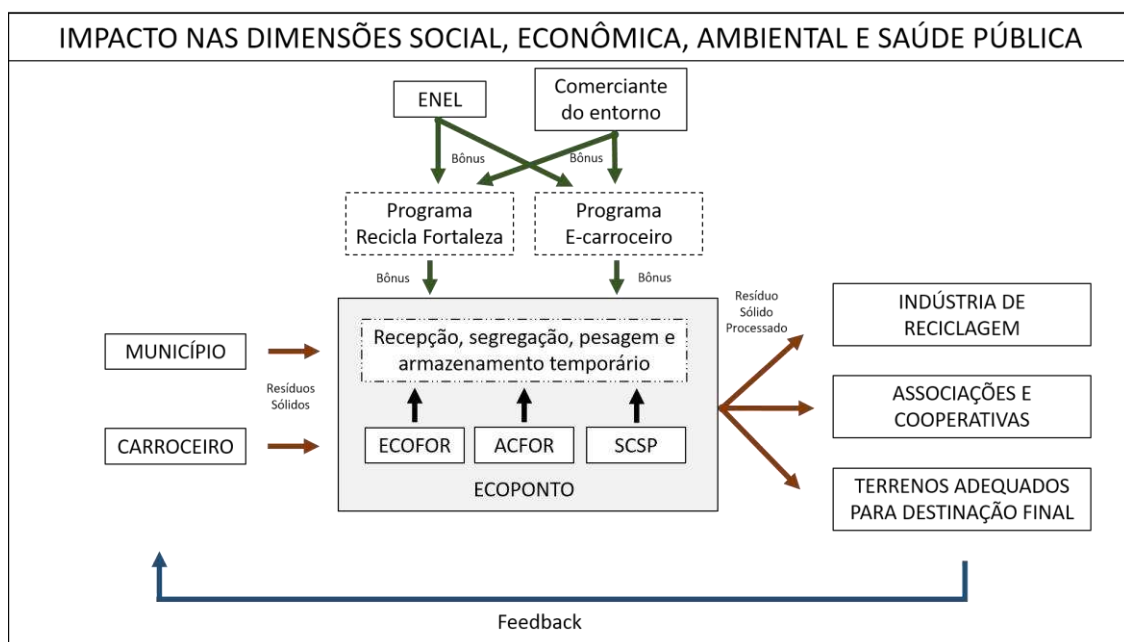 IMPACTO NAS DIMENSÕES SOCIAL, ECONÔMICA, AMBIENTAL E SAÚDE PÚBLICA
ENEL
Comerciante
do entorno
Bônus
Bônus
Programa
Recicla Fortaleza
Programa
E-carroceiro
Bônus
Bônus
MUNICÍPIO
Resíduos
Sólidos
CARROCEIRO
Recepção, segregação, pesagem e
armazenamento temporário
ECOFOR
ACFOR
SCSP
ECOPONTO
Resíduo
Sólido
Processado
INDÚSTRIA DE
RECICLAGEM
ASSOCIAÇÕES E
COOPERATIVAS
TERRENOS ADEQUADOS
PARA DESTINAÇÃO FINAL
Feedback